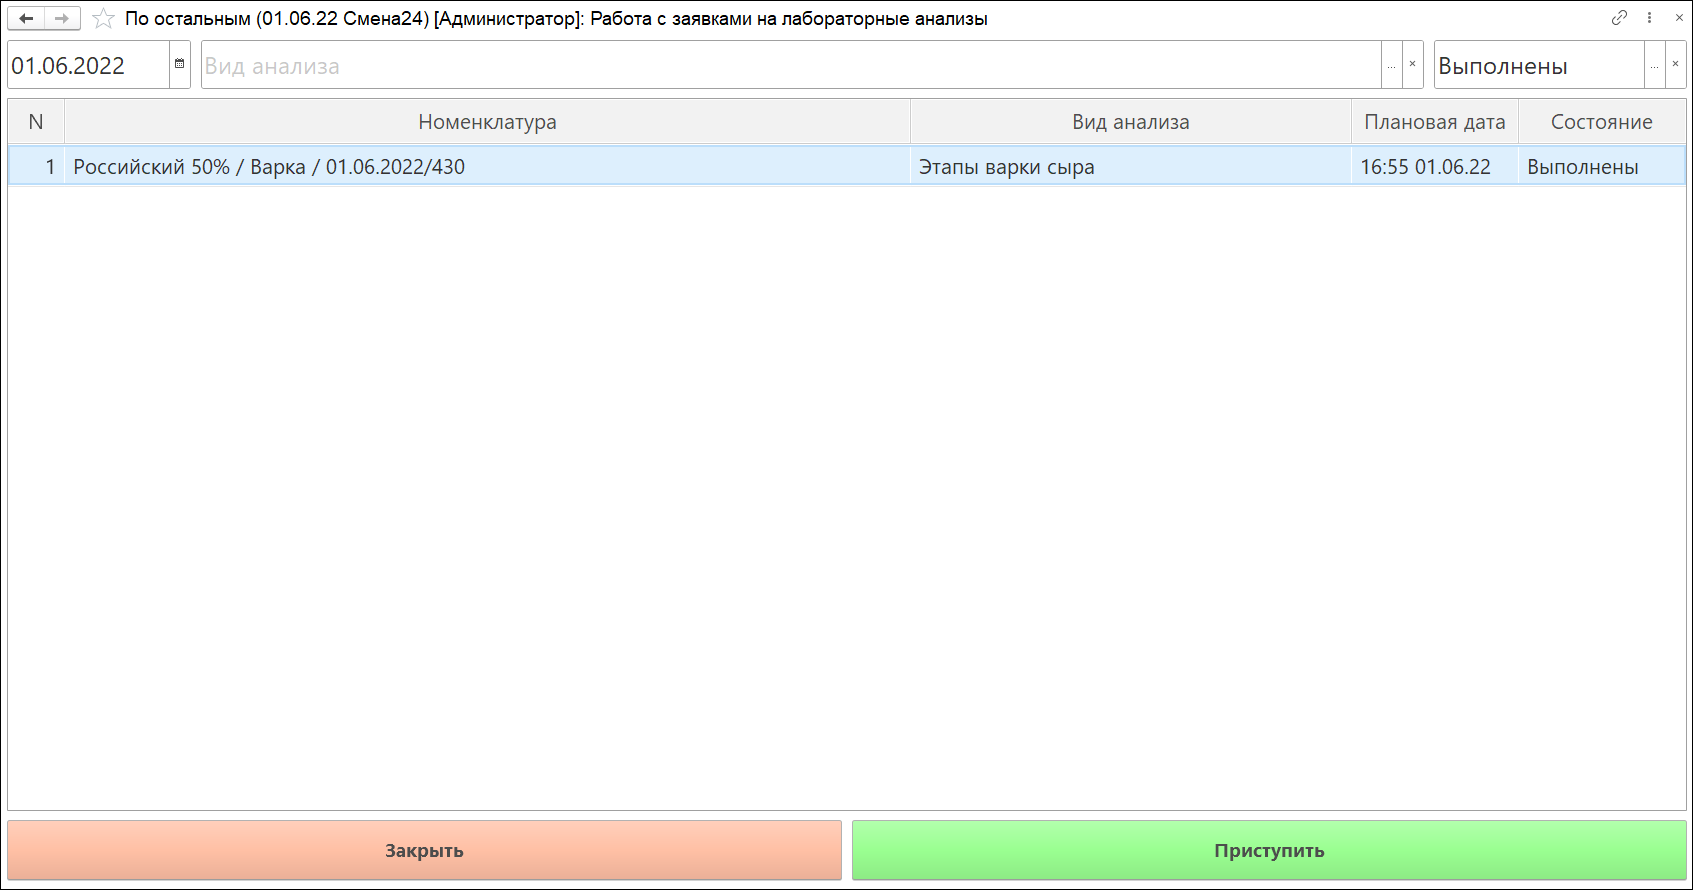 По остальным (01.06.22 Смена24) [Администратор]: Работа с заявками на лабораторные анализы
01.06.2022 Вид анализа ... × Выполнены ... ×
N Номенклатура Вид анализа Плановая дата Состояние
1 Российский 50% / Варка / 01.06.2022/430 Этапы варки сыра 16:55 01.06.22 Выполнены
Закрыть Приступить